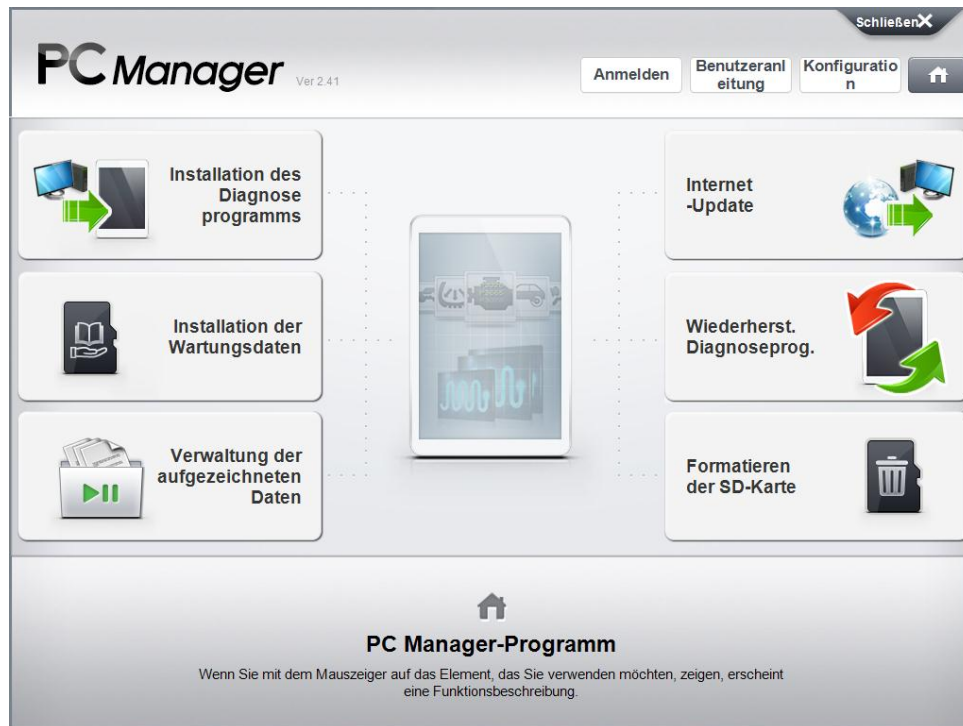 Schließen
PC Manager Ver 2.41
Anmelden
Benutzeranl
eitung
Konfiguratio
n
Installation des
Diagnose
programms
Internet
-Update
Installation der
Wartungsdaten
Wiederherst.
Diagnoseprog.
Verwaltung der
aufgezeichneten
Daten
Formatieren
der SD-Karte
PC Manager-Programm
Wenn Sie mit dem Mauszeiger auf das Element, das Sie verwenden möchten, zeigen, erscheint
eine Funktionsbeschreibung.